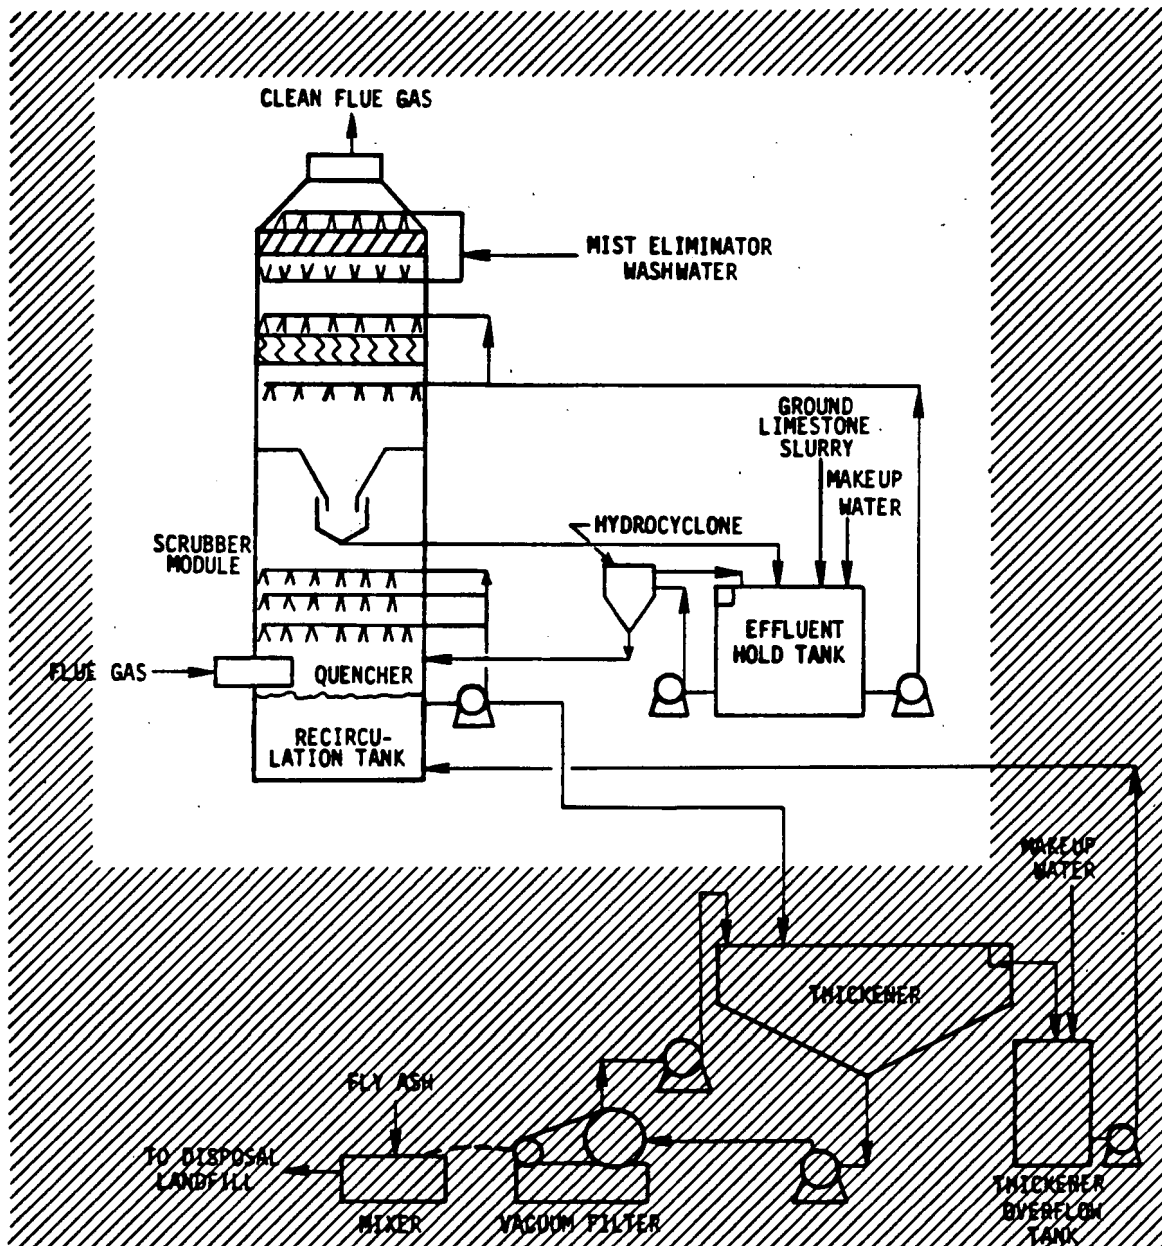 CLEAN FLUE GAS
MIST ELIMINATOR
WASHWATER
GROUND
LIMESTONE
SLURRY
MAKEUP
WATER
HYDROCYCLONE
SCRUBBER
MODULE
EFFLUENT
HOLD TANK
FLUE GAS
QUENCHER
RECIRCU-
LATION TANK
MAKEUP
WATER
THICKENER
FLY ASH
TO DISPOSAL
LANDFILL
MIXER
VACUUM FILTER
THICKENER
OVERFLOW
TANK